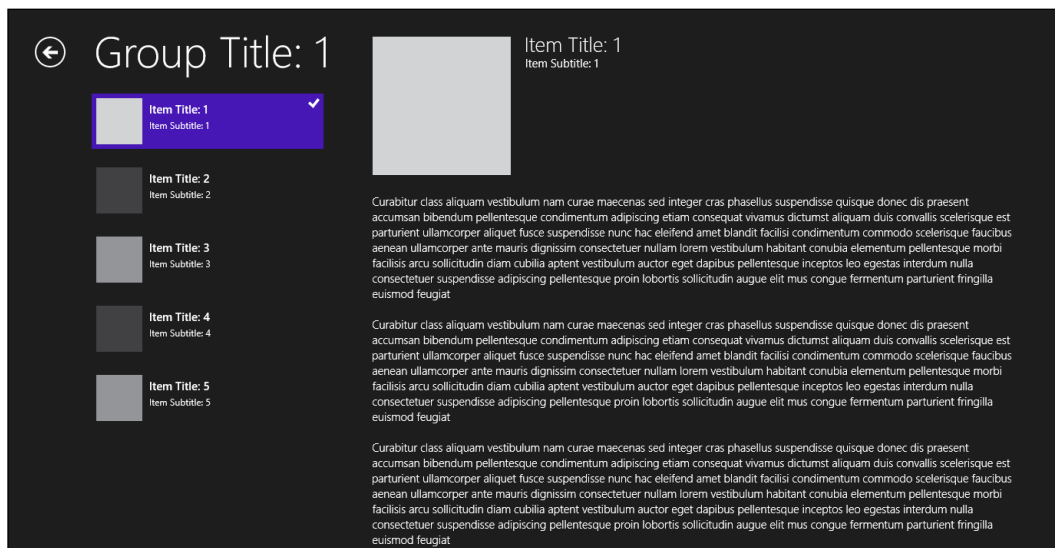 Group Title: 1
Item Title: 1
Item Subtitle: 1
Item Title: 2
Item Subtitle: 2
Item Title: 3
Item Subtitle: 3
Item Title: 4
Item Subtitle: 4
Item Title: 5
Item Subtitle: 5
Item Title: 1
Item Subtitle: 1
Curabitur class aliquam vestibulum nam curae maecenas sed integer cras phasellus suspendisse quisque donec dis praesent
accumsan bibendum pellentesque condimentum adipiscing etiam consequat vivamus dictumst aliquam duis convallis scelerisque est
parturient ullamcorper aliquet fusce suspendisse nunc hac eleifend amet blandit facilisi condimentum commodo scelerisque faucibus
aenean ullamcorper ante mauris dignissim consectetuer nullam lorem vestibulum habitant conubia elementum pellentesque morbi
facilisis arcu sollicitudin diam cubilia aptent vestibulum auctor eget dapibus pellentesque inceptos leo egestas interdum nulla
consectetuer suspendisse adipiscing pellentesque proin lobortis sollicitudin augue elit mus congue fermentum parturient fringilla
euismod feugiat
Curabitur class aliquam vestibulum nam curae maecenas sed integer cras phasellus suspendisse quisque donec dis praesent
accumsan bibendum pellentesque condimentum adipiscing etiam consequat vivamus dictumst aliquam duis convallis scelerisque est
parturient ullamcorper aliquet fusce suspendisse nunc hac eleifend amet blandit facilisi condimentum commodo scelerisque faucibus
aenean ullamcorper ante mauris dignissim consectetuer nullam lorem vestibulum habitant conubia elementum pellentesque morbi
facilisis arcu sollicitudin diam cubilia aptent vestibulum auctor eget dapibus pellentesque inceptos leo egestas interdum nulla
consectetuer suspendisse adipiscing pellentesque proin lobortis sollicitudin augue elit mus congue fermentum parturient fringilla
euismod feugiat
Curabitur class aliquam vestibulum nam curae maecenas sed integer cras phasellus suspendisse quisque donec dis praesent
accumsan bibendum pellentesque condimentum adipiscing etiam consequat vivamus dictumst aliquam duis convallis scelerisque est
parturient ullamcorper aliquet fusce suspendisse nunc hac eleifend amet blandit facilisi condimentum commodo scelerisque faucibus
aenean ullamcorper ante mauris dignissim consectetuer nullam lorem vestibulum habitant conubia elementum pellentesque morbi
facilisis arcu sollicitudin diam cubilia aptent vestibulum auctor eget dapibus pellentesque inceptos leo egestas interdum nulla
consectetuer suspendisse adipiscing pellentesque proin lobortis sollicitudin augue elit mus congue fermentum parturient fringilla
euismod feugiat